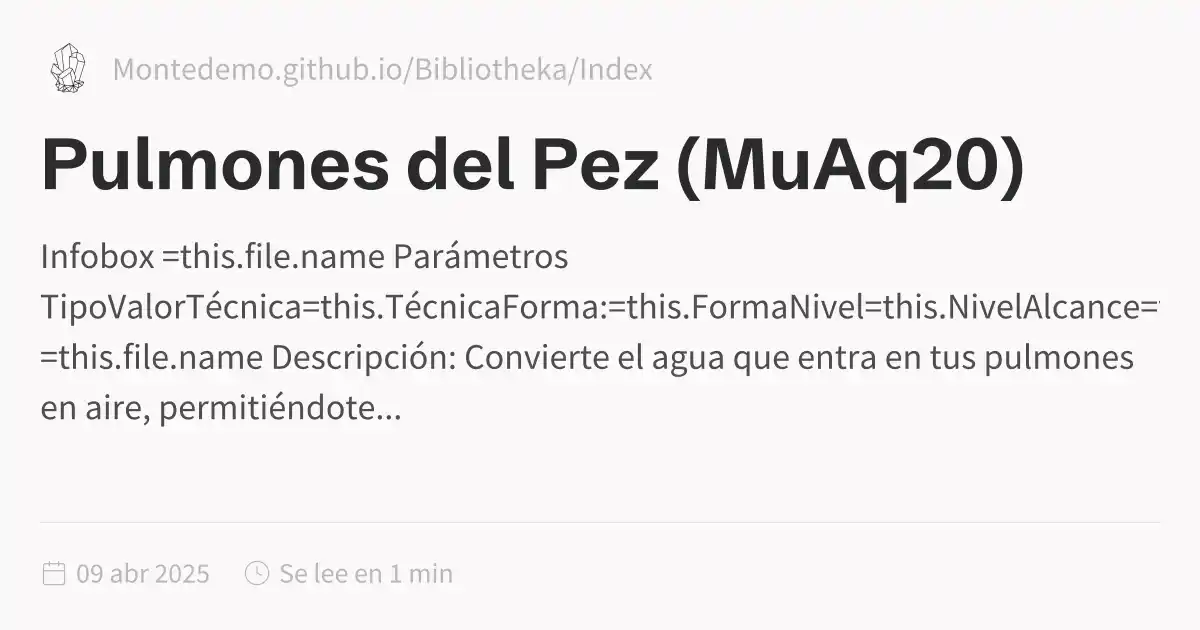 Montedemo.github.io/Bibliotheka/Index
Pulmones del Pez (MuAq20)
Infobox =this.file.name Parámetros
TipoValorTécnica=this.TécnicaForma:=this.FormaNivel=this.NivelAlcance=
=this.file.name Descripción: Convierte el agua que entra en tus pulmones
en aire, permitiéndote...
09 abr 2025 Se lee en 1 min